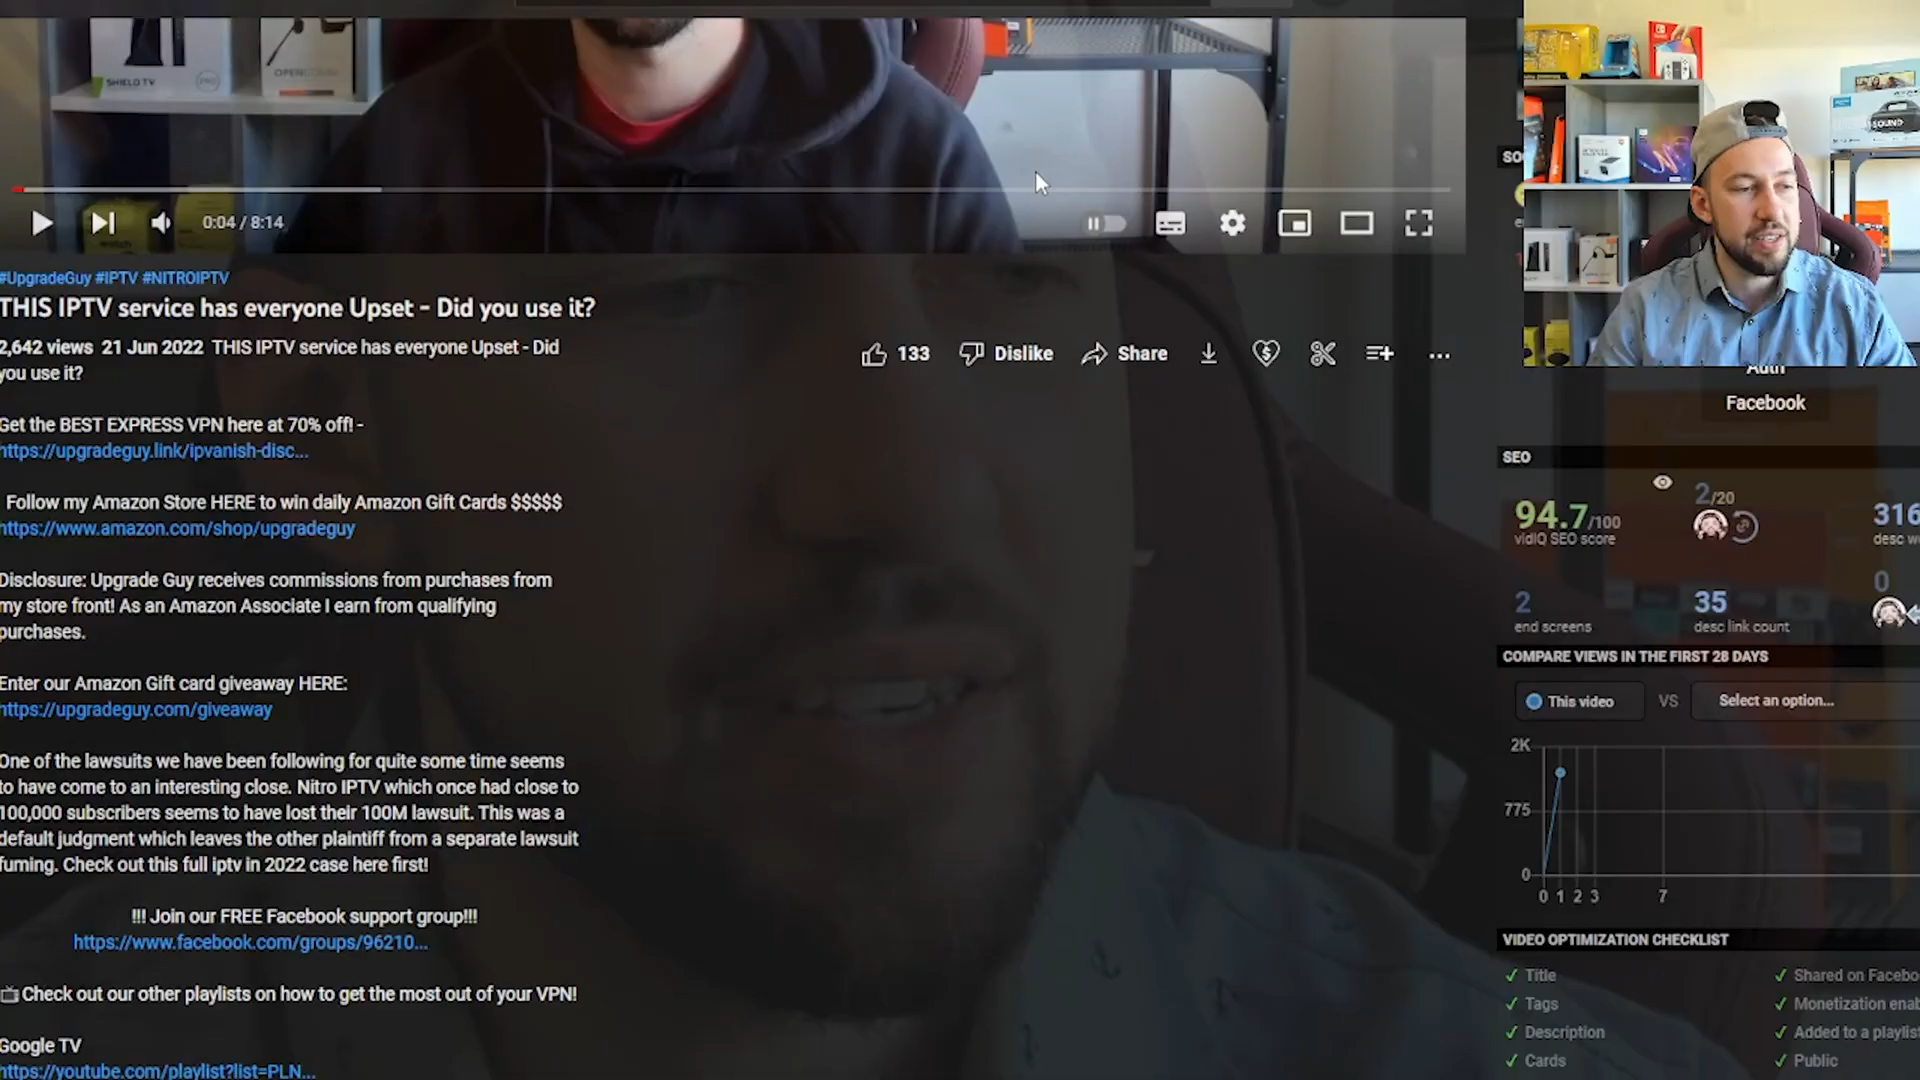 SHIELD TV
PRO
OPENCOMM
0:04 / 8:14
#UpgradeGuy #IPTV #NITROIPTV
THIS IPTV service has everyone Upset - Did you use it?
2,642 views 21 Jun 2022 THIS IPTV service has everyone Upset - Did
you use it?
133
Dislike
Share
Get the BEST EXPRESS VPN here at 70% off! -
https://upgradeguy.link/ipvanish-disc...
Follow my Amazon Store HERE to win daily Amazon Gift Cards $$$$$
https://www.amazon.com/shop/upgradeguy
Disclosure: Upgrade Guy receives commissions from purchases from
my store front! As an Amazon Associate I earn from qualifying
purchases.
Enter our Amazon Gift card giveaway HERE:
https://upgradeguy.com/giveaway
One of the lawsuits we have been following for quite some time seems
to have come to an interesting close. Nitro IPTV which once had close to
100,000 subscribers seems to have lost their 100M lawsuit. This was a
default judgment which leaves the other plaintiff from a separate lawsuit
fuming. Check out this full iptv in 2022 case here first!
!!! Join our FREE Facebook support group!!!
https://www.facebook.com/groups/96210...
Check out our other playlists on how to get the most out of your VPN!
Google TV
https://youtube.com/playlist?list=PLN...
SOUND
SO
Auth
Facebook
SEO
94.7/100
vidIQ SEO score
2/20
316
desc w
2
end screens
35
desc link count
0
COMPARE VIEWS IN THE FIRST 28 DAYS
This video
VS
Select an option...
2K
775
0
0 1 2 3 7
VIDEO OPTIMIZATION CHECKLIST
✓ Title
✓ Shared on Facebo
✓ Tags
✓ Monetization enab
✓ Description
✓ Added to a playlist
✓ Cards
✓ Public